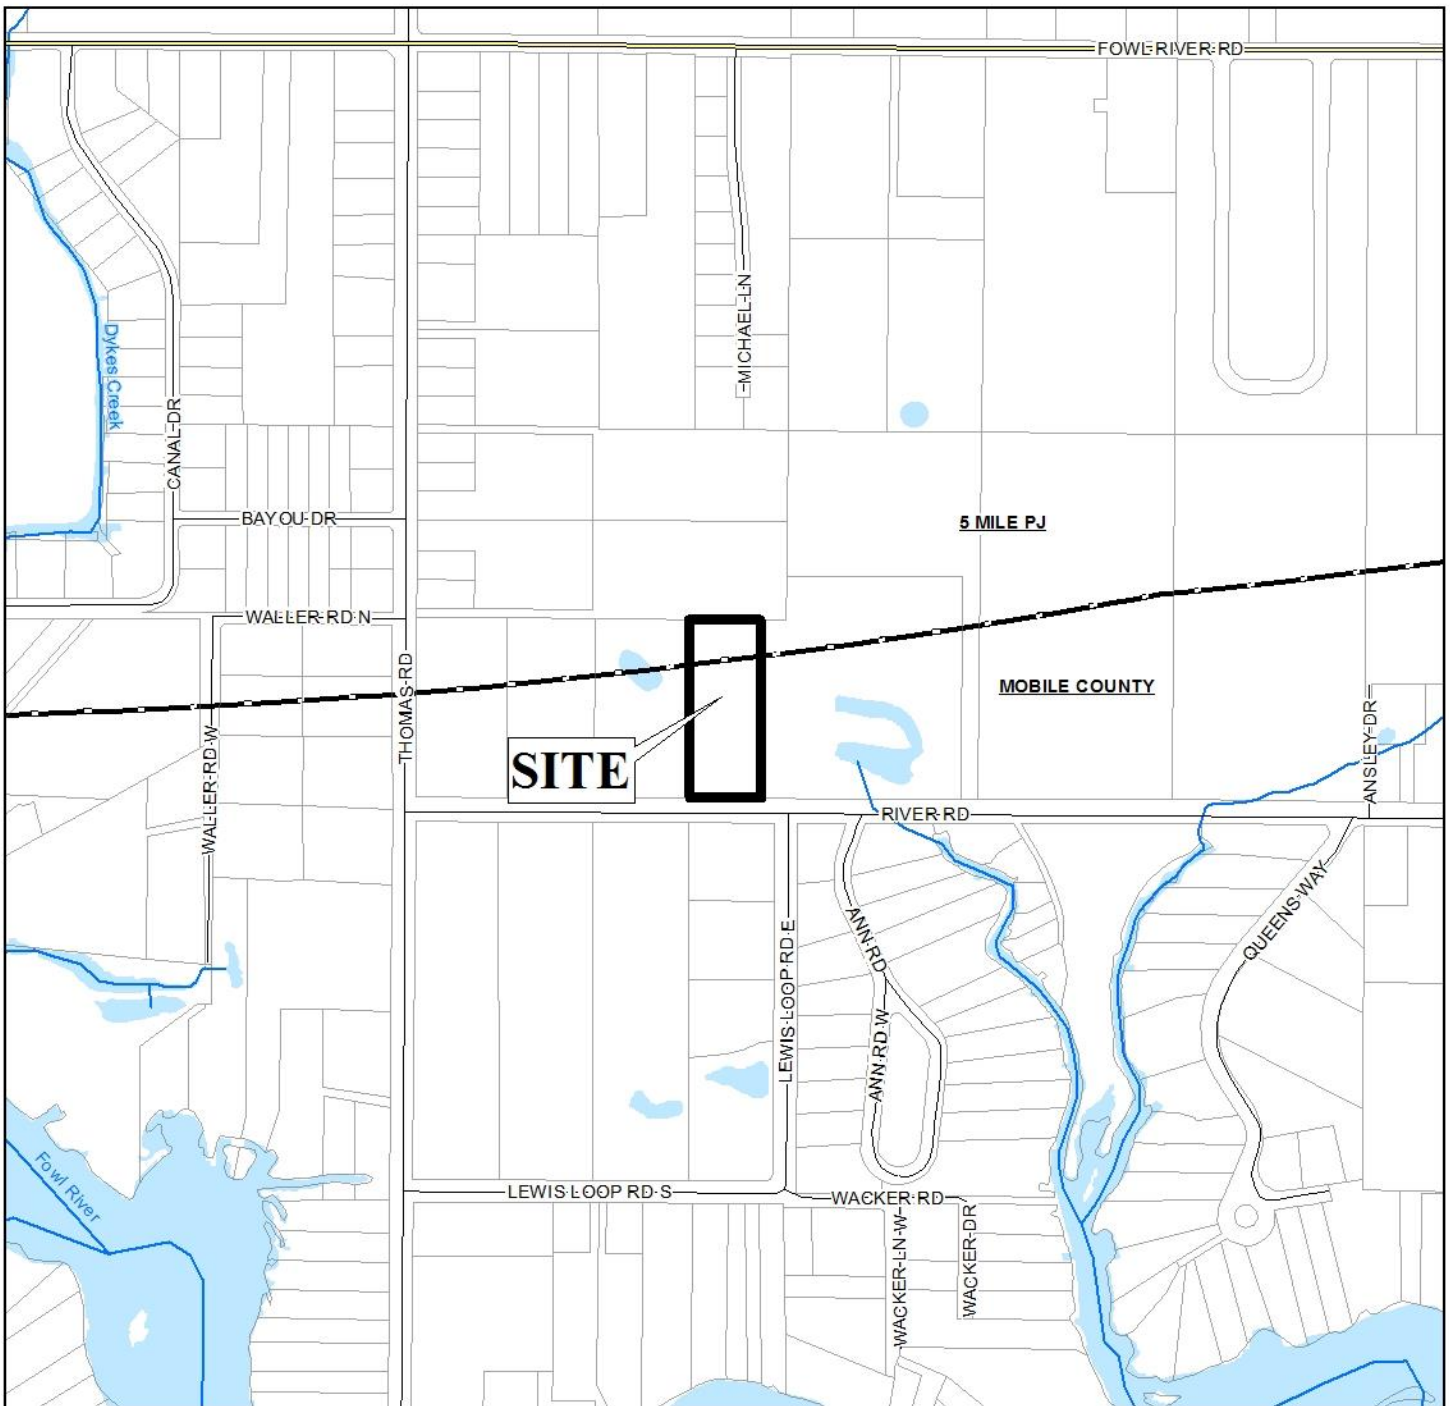 FOWL RIVER RD
MICHAEL LN
Dykes Creek
CANAL DR
BAYOU DR
5 MILE PJ
WALLER RD N
THOMAS RD
MOBILE COUNTY
ANSLEY DR
WALLER RD W
SITE
RIVER RD
QUEENS WAY
ANN RD
LEWIS LOOP RD E
ANN RD W
Fowl River
LEWIS LOOP RD S
WACKER RD
WACKER LN W
WACKER DR